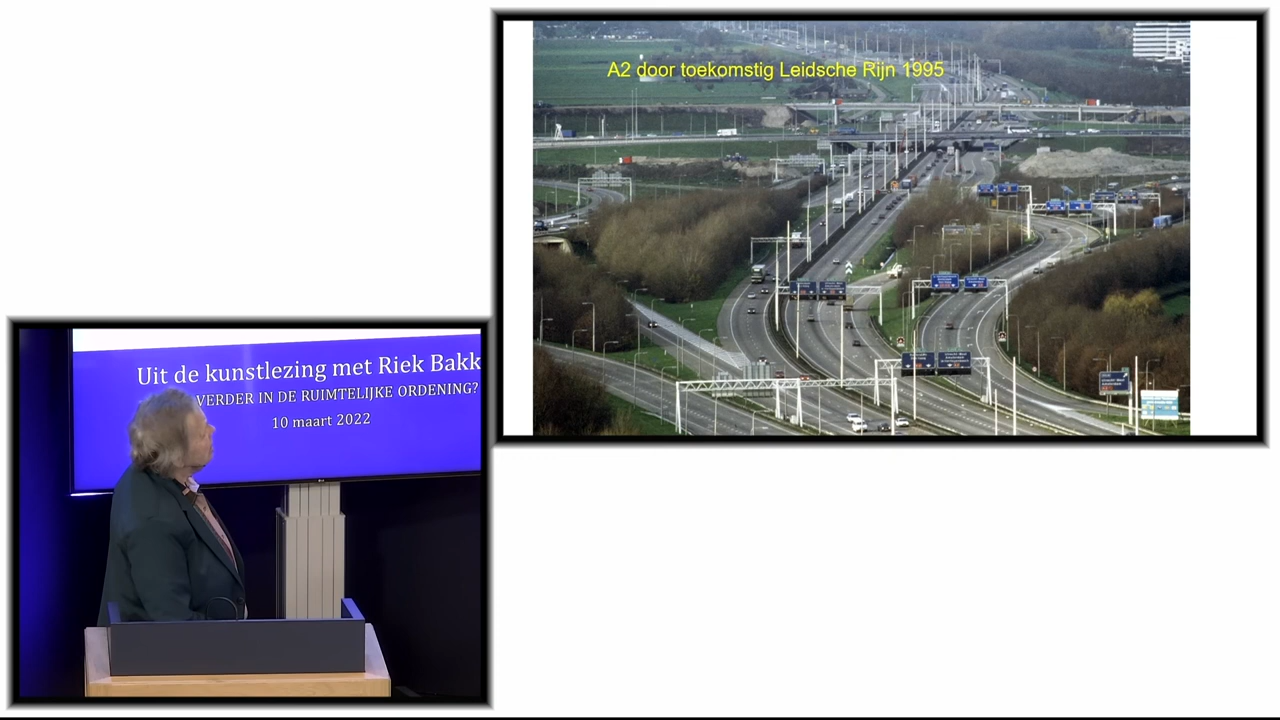 A2 door toekomstig Leidsche Rijn 1995
Uit de kunstlezing met Riek Bakk
VERDER IN DE RUIMTELIJKE ORDENING?
10 maart 2022